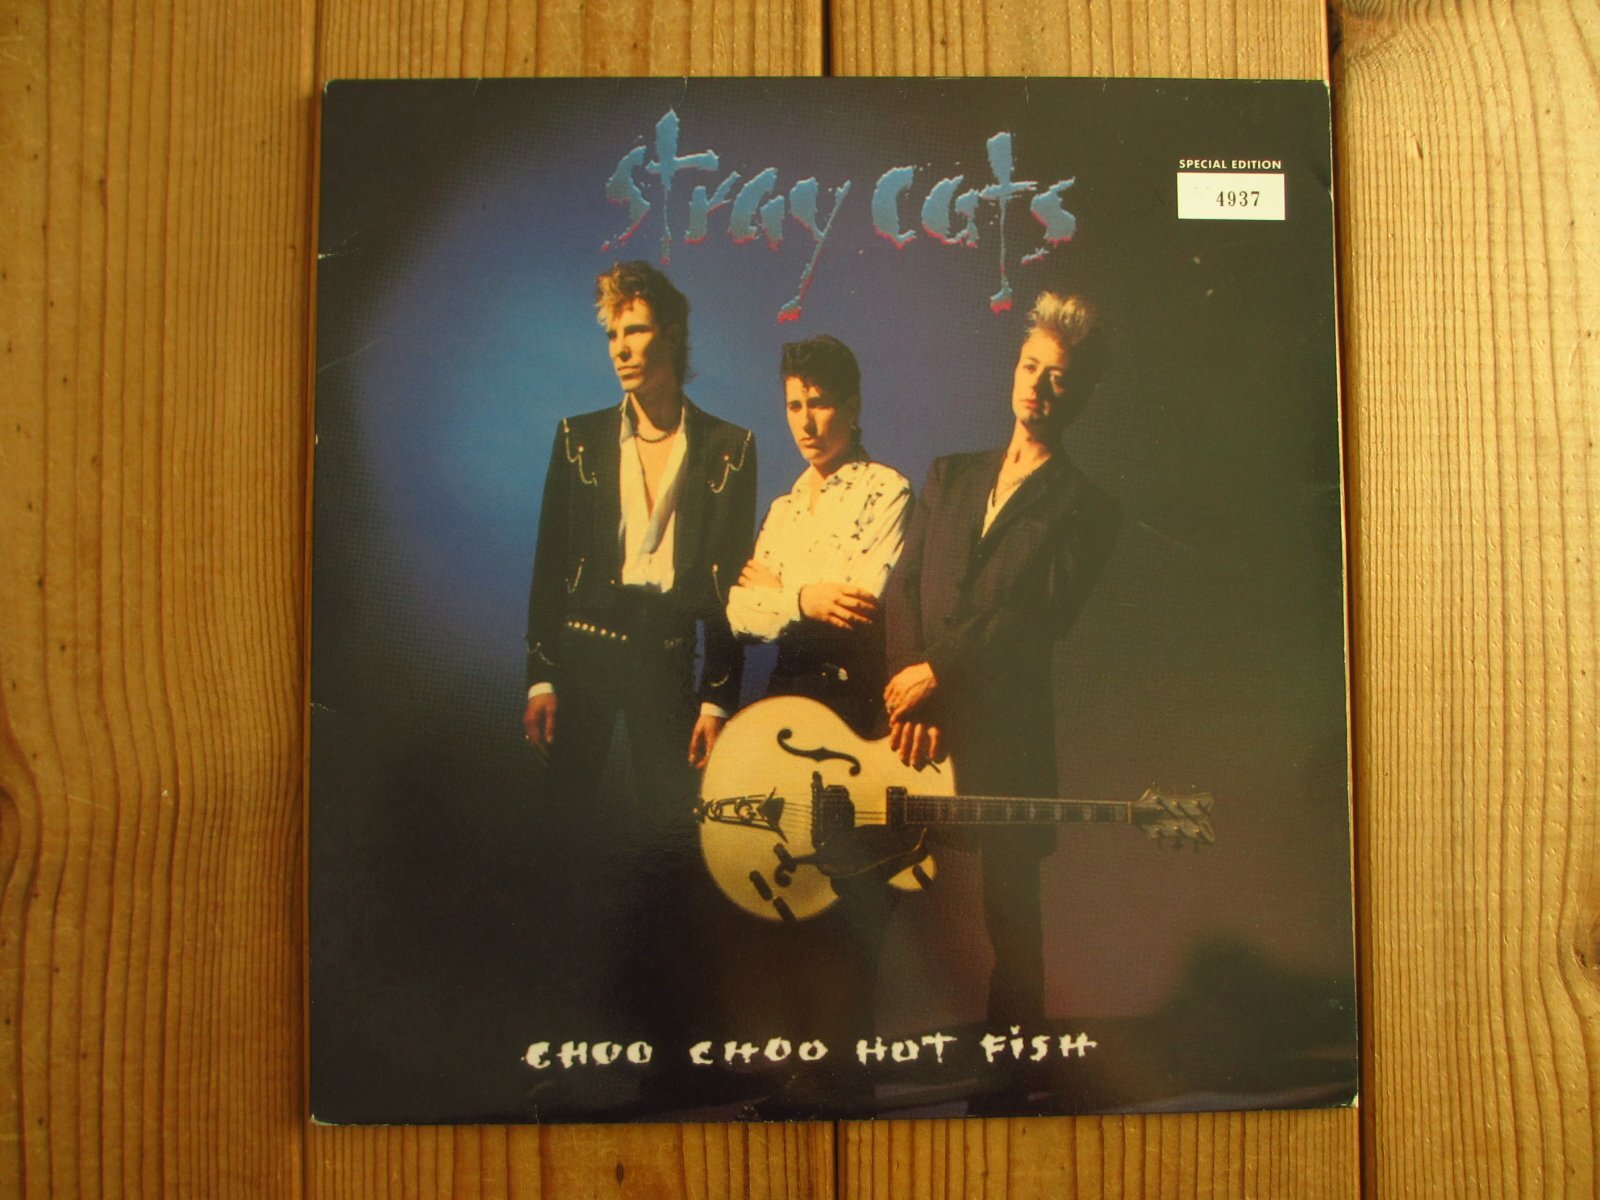 stray cats
SPECIAL EDITION
4937
CHOO CHOO HOT FiSH